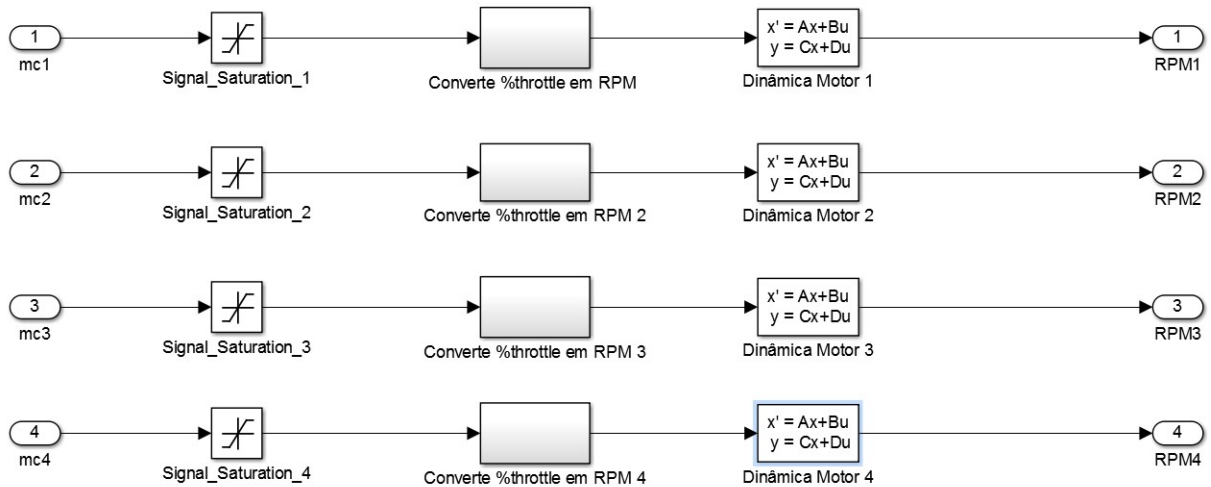 1
mc1
Signal_Saturation_1
Converte %throttle em RPM
x' = Ax+Bu
y = Cx+Du
Dinâmica Motor 1
1
RPM1
2
mc2
Signal_Saturation_2
Converte %throttle em RPM 2
x' = Ax+Bu
y = Cx+Du
Dinâmica Motor 2
2
RPM2
3
mc3
Signal_Saturation_3
Converte %throttle em RPM 3
x' = Ax+Bu
y = Cx+Du
Dinâmica Motor 3
3
RPM3
4
mc4
Signal_Saturation_4
Converte %throttle em RPM 4
x' = Ax+Bu
y = Cx+Du
Dinâmica Motor 4
4
RPM4